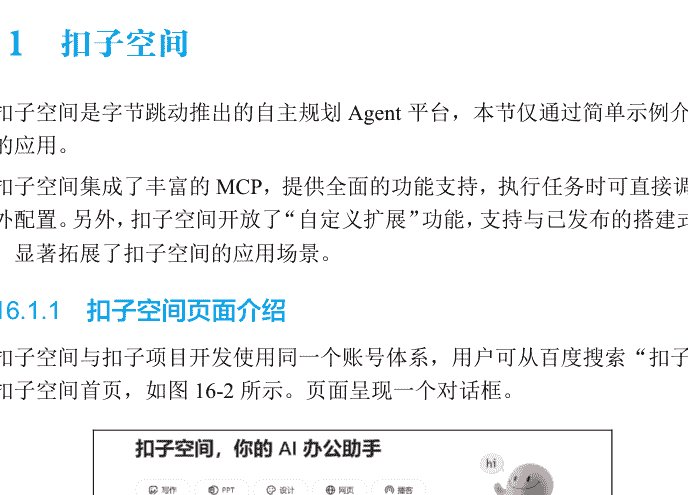 1 扣子空间
扣子空间是字节跳动推出的自主规划 Agent 平台，本节仅通过简单示例介
的应用。
扣子空间集成了丰富的 MCP，提供全面的功能支持，执行任务时可直接调
外配置。另外，扣子空间开放了“自定义扩展”功能，支持与已发布的搭建式
显著拓展了扣子空间的应用场景。
16.1.1 扣子空间页面介绍
扣子空间与扣子项目开发使用同一个账号体系，用户可从百度搜索“扣子
扣子空间首页，如图 16-2 所示。页面呈现一个对话框。
扣子空间，你的 AI 办公助手
hi
写作 PPT 设计 网页 播客